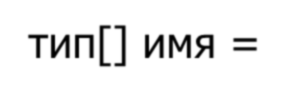 тип[] имя =